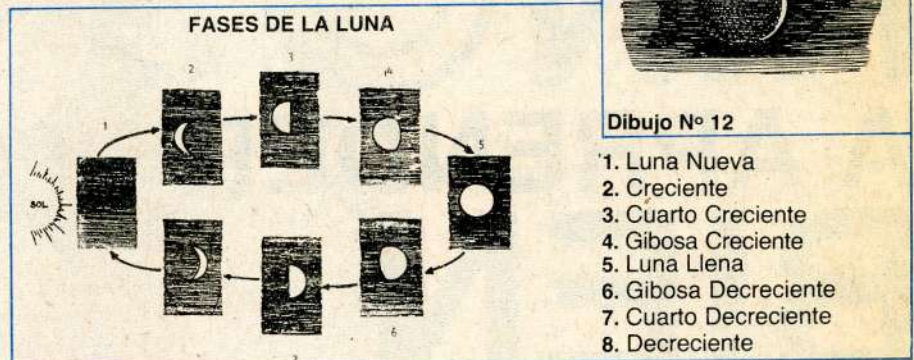 FASES DE LA LUNA
2
3
4
1
5
SOL
6
Dibujo Nº 12
1. Luna Nueva
2. Creciente
3. Cuarto Creciente
4. Gibosa Creciente
5. Luna Llena
6. Gibosa Decreciente
7. Cuarto Decreciente
8. Decreciente